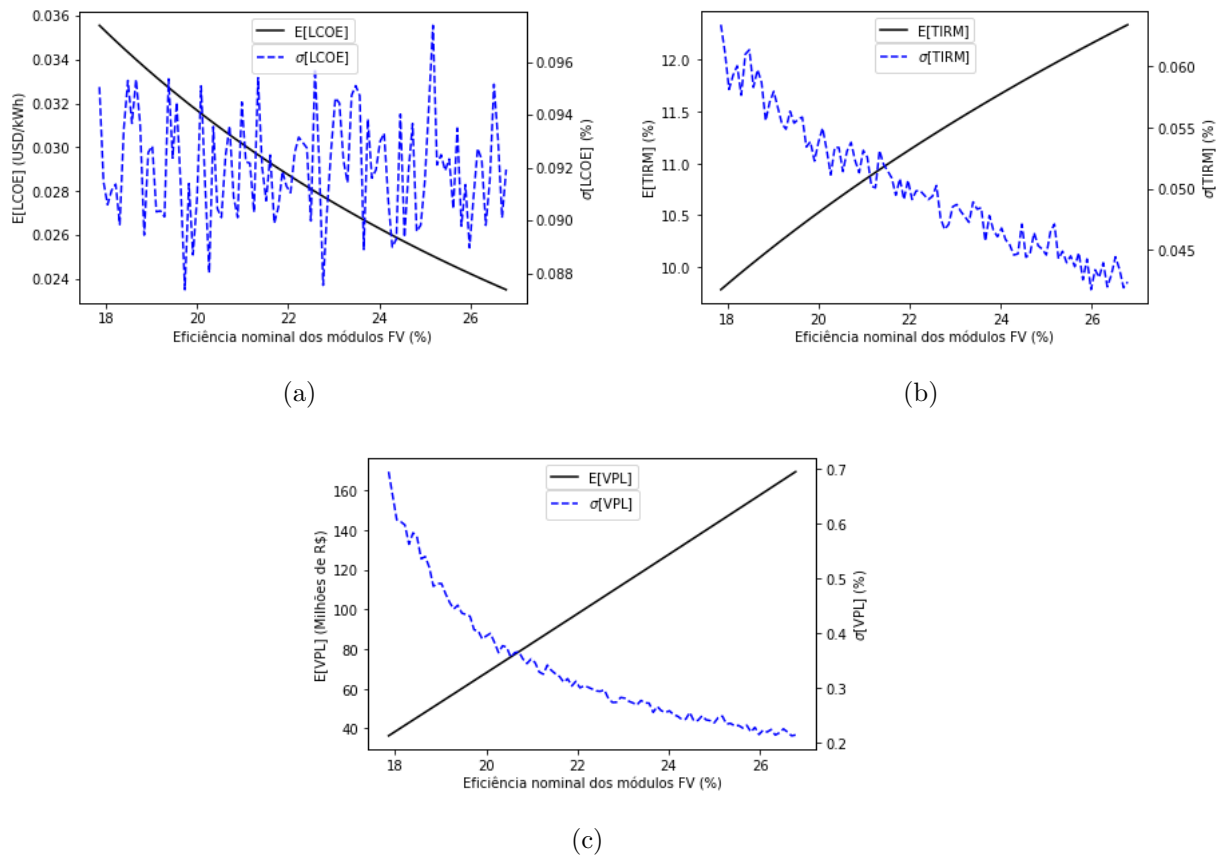 E[LCOE]
σ[LCOE]
0.036
0.034
0.032
0.030
0.028
0.026
0.024
E[LCOE] (USD/kWh)
0.096
0.094
0.092
0.090
0.088
σ[LCOE] (%)
18 20 22 24 26
Eficiência nominal dos módulos FV (%)
(a)
E[TIRM]
σ[TIRM]
12.0
11.5
11.0
10.5
10.0
E[TIRM] (%)
0.060
0.055
0.050
0.045
σ[TIRM] (%)
18 20 22 24 26
Eficiência nominal dos módulos FV (%)
(b)
E[VPL]
σ[VPL]
160
140
120
100
80
60
40
E[VPL] (Milhões de R$)
0.7
0.6
0.5
0.4
0.3
0.2
σ[VPL] (%)
18 20 22 24 26
Eficiência nominal dos módulos FV (%)
(c)